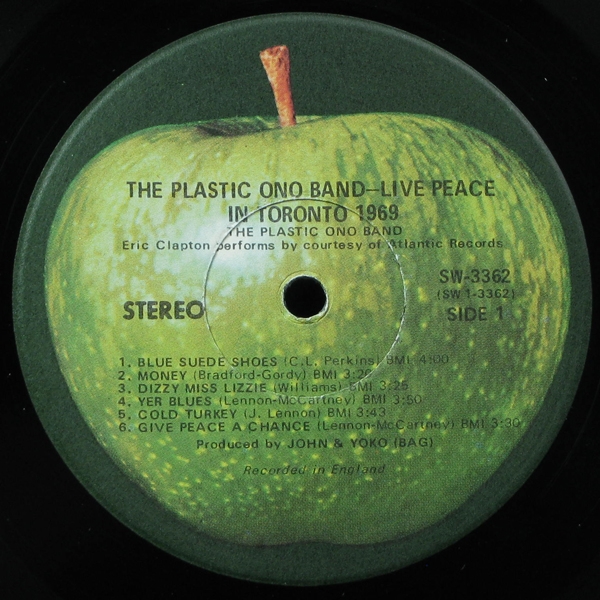 THE PLASTIC ONO BAND—LIVE PEACE
IN TORONTO 1969
THE PLASTIC ONO BAND
Eric Clapton performs by courtesy of Atlantic Records
SW-3362
(SW 1-3362)
STEREO
SIDE 1
1. BLUE SUEDE SHOES (C.L. Perkins) BMI 4:00
2. MONEY (Bradford-Gordy) BMI 3:20
3. DIZZY MISS LIZZIE (Williams) BMI 3:25
4. YER BLUES (Lennon-McCartney) BMI 3:50
5. COLD TURKEY (J. Lennon) BMI 3:43
6. GIVE PEACE A CHANCE (Lennon-McCartney) BMI 3:30
Produced by JOHN & YOKO (BAG)
Recorded in England